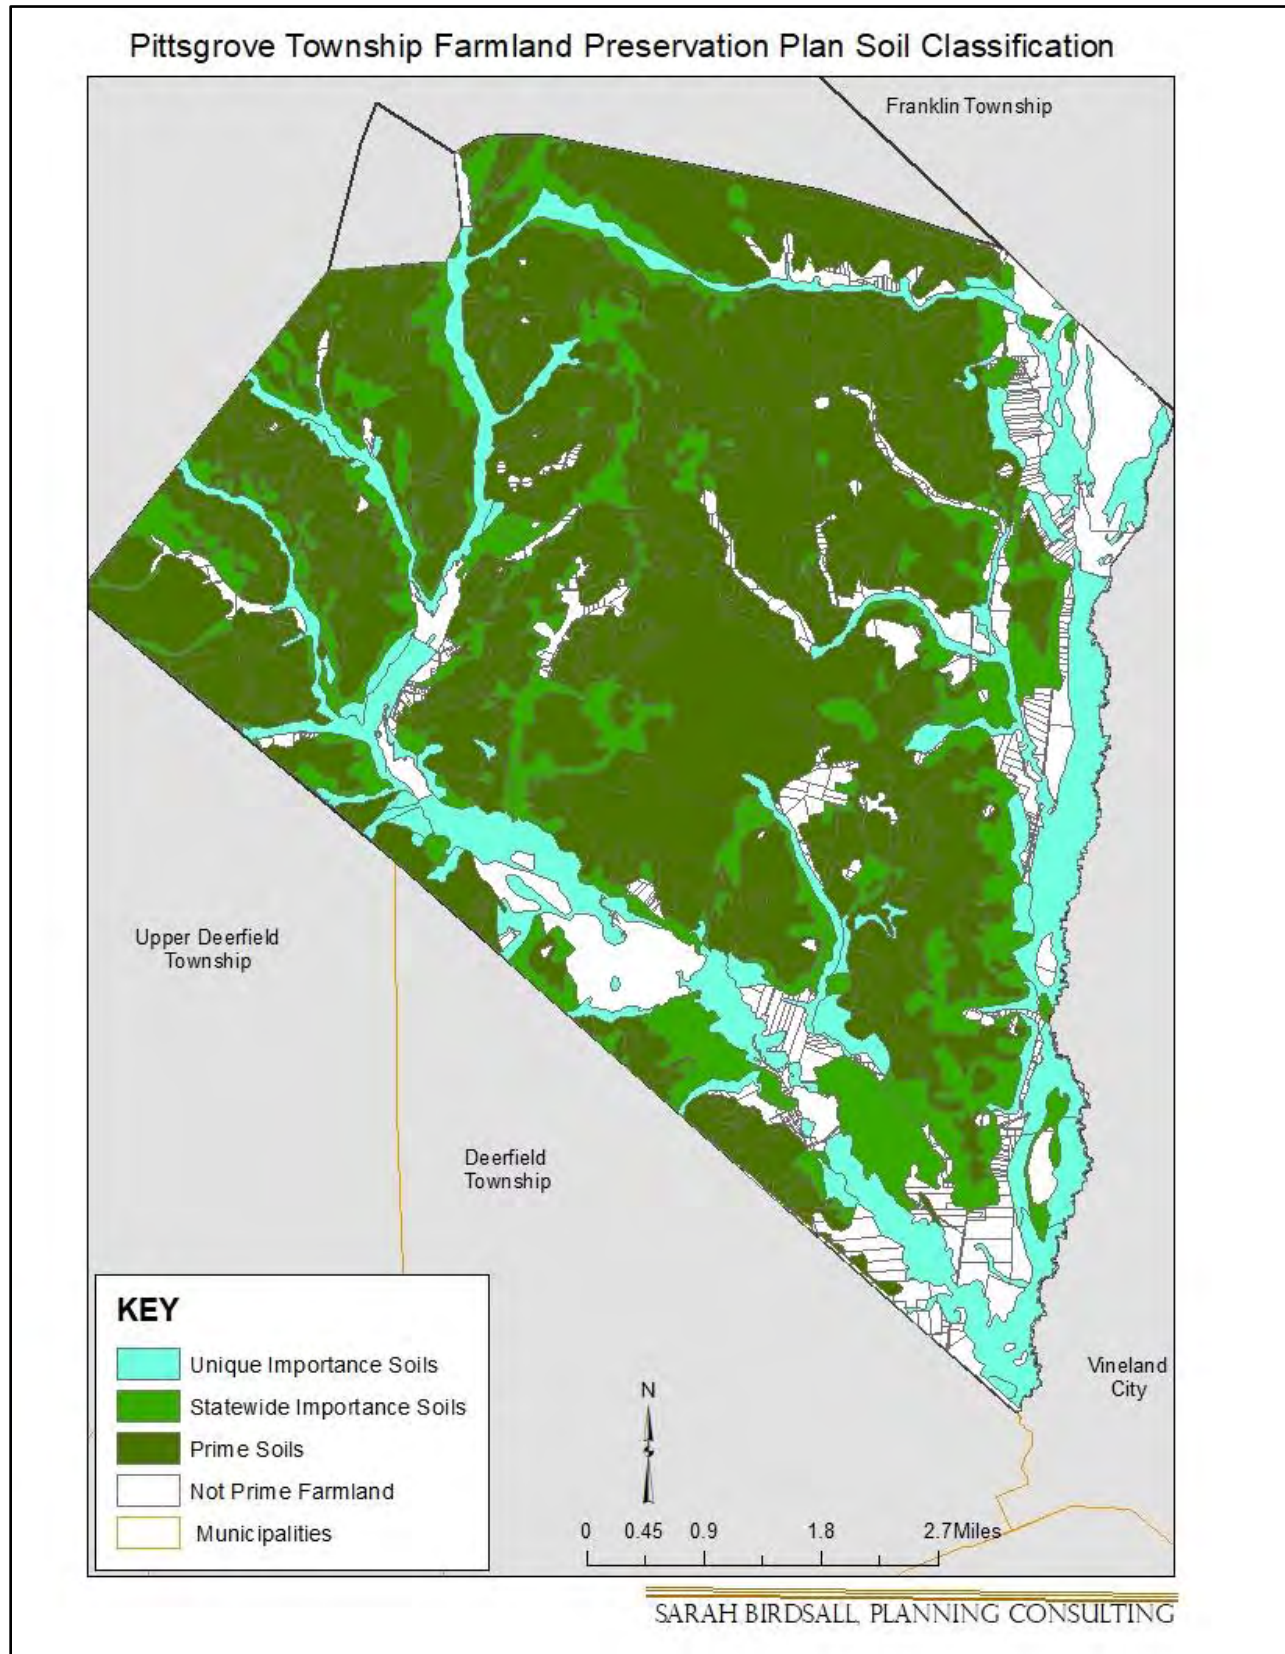 Pittsgrove Township Farmland Preservation Plan Soil Classification
Franklin Township
Upper Deerfield
Township
Deerfield
Township
Vineland
City
KEY
Unique Importance Soils
Statewide Importance Soils
Prime Soils
Not Prime Farmland
Municipalities
N
0 0.45 0.9 1.8 2.7Miles
SARAH BIRDSALL, PLANNING CONSULTING